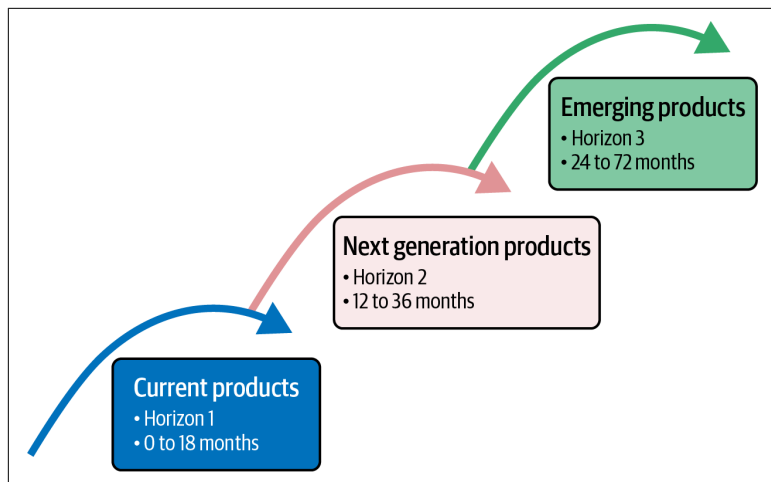 Emerging products
• Horizon 3
• 24 to 72 months
Next generation products
• Horizon 2
• 12 to 36 months
Current products
• Horizon 1
• 0 to 18 months